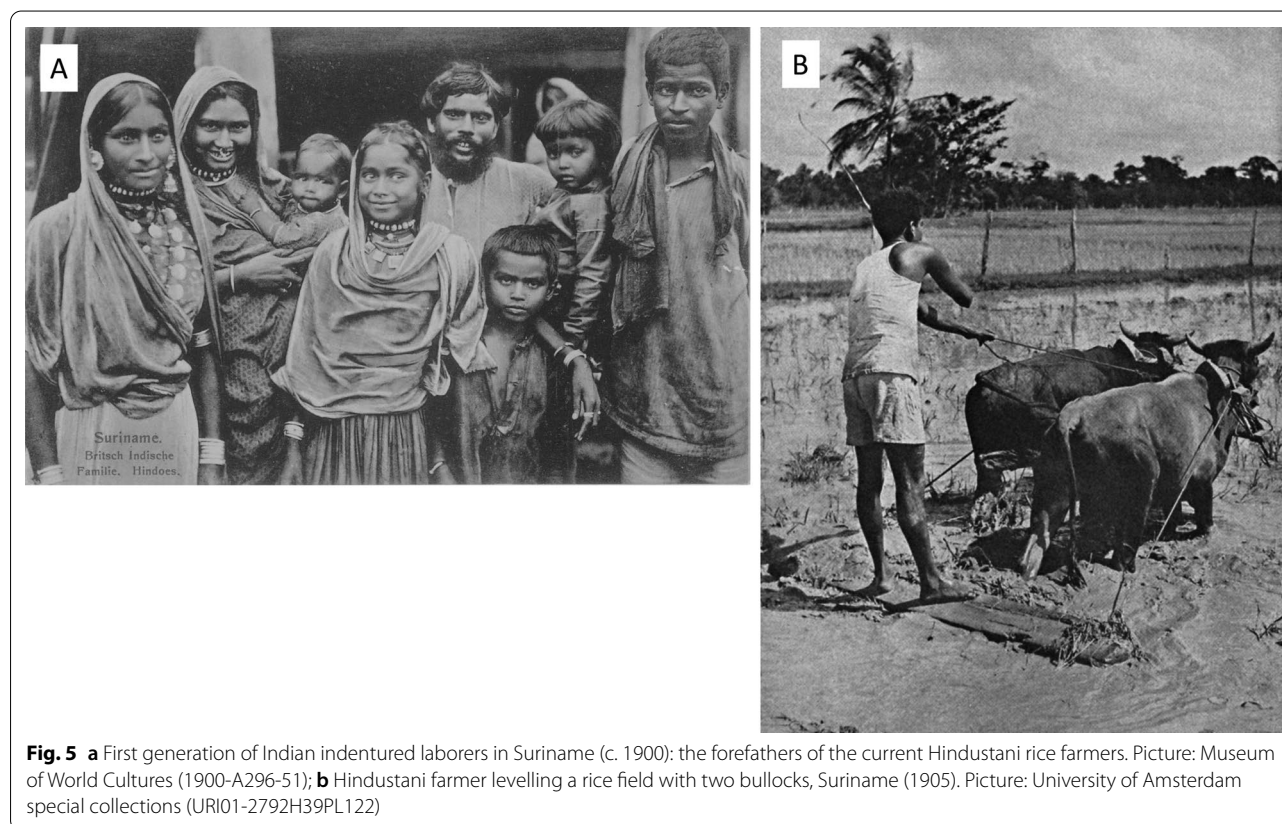 A
B
Suriname.
Britsch Indische
Familie. Hindoes.
Fig. 5 a First generation of Indian indentured laborers in Suriname (c. 1900): the forefathers of the current Hindustani rice farmers. Picture: Museum
of World Cultures (1900-A296-51); b Hindustani farmer levelling a rice field with two bullocks, Suriname (1905). Picture: University of Amsterdam
special collections (URI01-2792H39PL122)